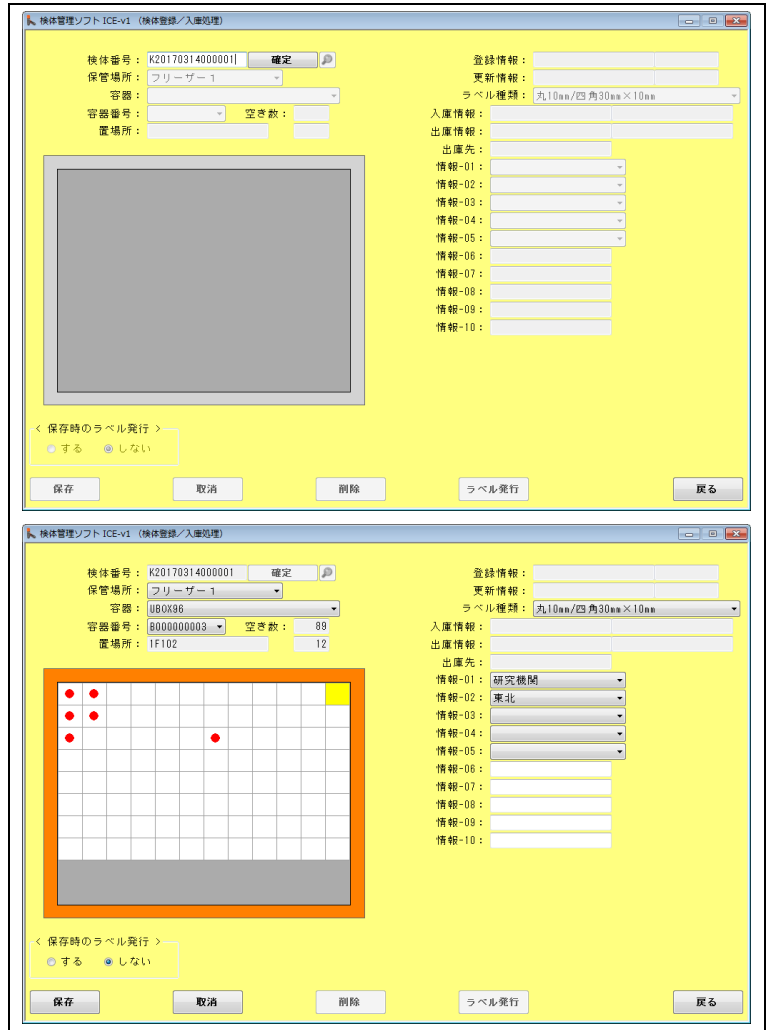 検体管理ソフト ICE-v1 （検体登録／入庫処理）
検体番号： K20170314000001 確定
保管場所： フリーザー１
容器：
容器番号： 空き数：
置場所：
登録情報：
更新情報：
ラベル種類： 丸10mm/四角30mm×10mm
入庫情報：
出庫情報：
出庫先：
情報-01：
情報-02：
情報-03：
情報-04：
情報-05：
情報-06：
情報-07：
情報-08：
情報-09：
情報-10：
＜ 保存時のラベル発行 ＞
する しない
保存 取消 削除 ラベル発行 戻る
検体管理ソフト ICE-v1 （検体登録／入庫処理）
検体番号： K20170314000001 確定
保管場所： フリーザー１
容器： UBOX96
容器番号： B000000003 空き数： 89
置場所： 1F102 12
登録情報：
更新情報：
ラベル種類： 丸10mm/四角30mm×10mm
入庫情報：
出庫情報：
出庫先：
情報-01： 研究機関
情報-02： 東北
情報-03：
情報-04：
情報-05：
情報-06：
情報-07：
情報-08：
情報-09：
情報-10：
＜ 保存時のラベル発行 ＞
する しない
保存 取消 削除 ラベル発行 戻る